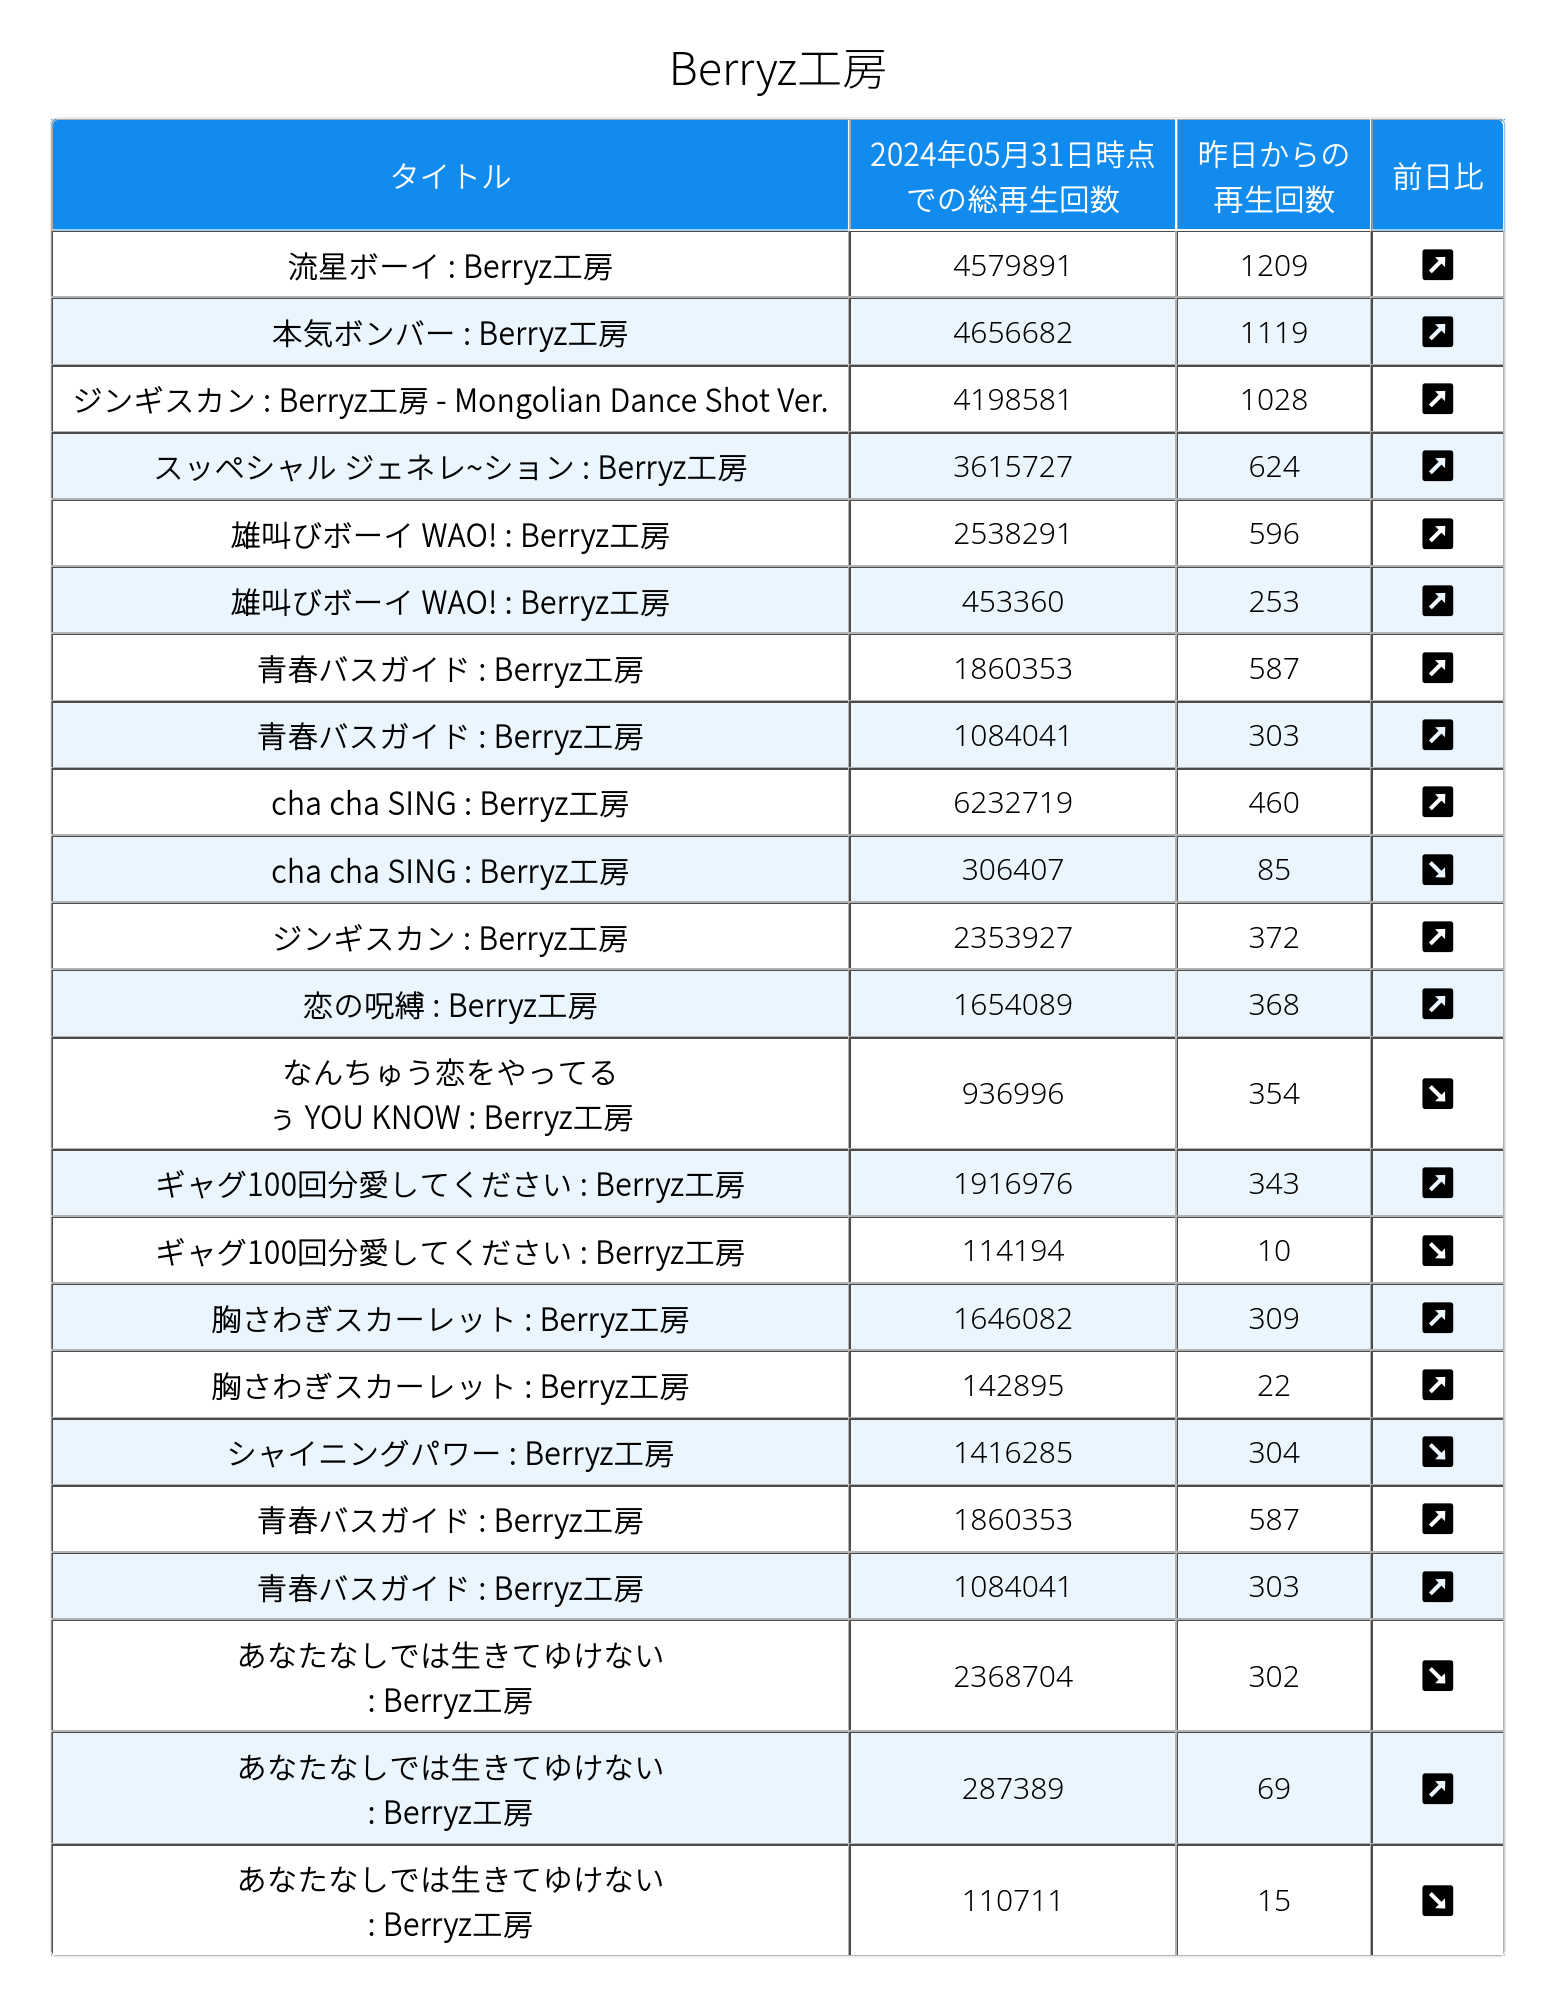 Berryz工房
タイトル 2024年05月31日時点での総再生回数 昨日からの再生回数 前日比
流星ボーイ : Berryz工房 4579891 1209 ↗
本気ボンバー : Berryz工房 4656682 1119 ↗
ジンギスカン : Berryz工房 - Mongolian Dance Shot Ver. 4198581 1028 ↗
スッペシャル ジェネレ~ション : Berryz工房 3615727 624 ↗
雄叫びボーイ WAO! : Berryz工房 2538291 596 ↗
雄叫びボーイ WAO! : Berryz工房 453360 253 ↗
青春バスガイド : Berryz工房 1860353 587 ↗
青春バスガイド : Berryz工房 1084041 303 ↗
cha cha SING : Berryz工房 6232719 460 ↗
cha cha SING : Berryz工房 306407 85 ↘
ジンギスカン : Berryz工房 2353927 372 ↗
恋の呪縛 : Berryz工房 1654089 368 ↗
なんちゅう恋をやってる
ぅ YOU KNOW : Berryz工房 936996 354 ↘
ギャグ100回分愛してください : Berryz工房 1916976 343 ↗
ギャグ100回分愛してください : Berryz工房 114194 10 ↘
胸さわぎスカーレット : Berryz工房 1646082 309 ↗
胸さわぎスカーレット : Berryz工房 142895 22 ↗
シャイニングパワー : Berryz工房 1416285 304 ↘
青春バスガイド : Berryz工房 1860353 587 ↗
青春バスガイド : Berryz工房 1084041 303 ↗
あなたなしでは生きてゆけない
: Berryz工房 2368704 302 ↘
あなたなしでは生きてゆけない
: Berryz工房 287389 69 ↗
あなたなしでは生きてゆけない
: Berryz工房 110711 15 ↘